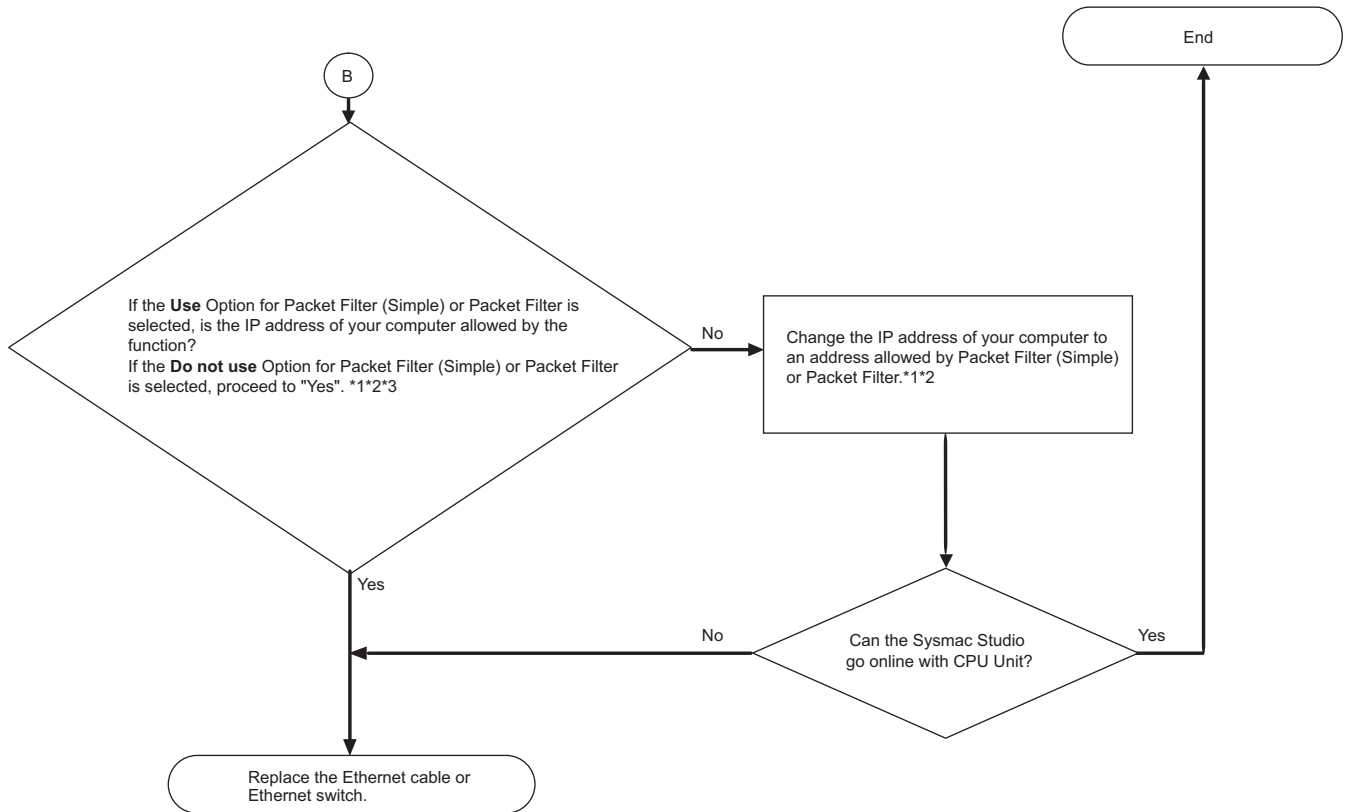 End
B
If the Use Option for Packet Filter (Simple) or Packet Filter is
selected, is the IP address of your computer allowed by the
function?
If the Do not use Option for Packet Filter (Simple) or Packet Filter
is selected, proceed to "Yes". *1*2*3
No
Change the IP address of your computer to
an address allowed by Packet Filter (Simple)
or Packet Filter.*1*2
Yes
No
Can the Sysmac Studio
go online with CPU Unit?
Yes
Replace the Ethernet cable or
Ethernet switch.